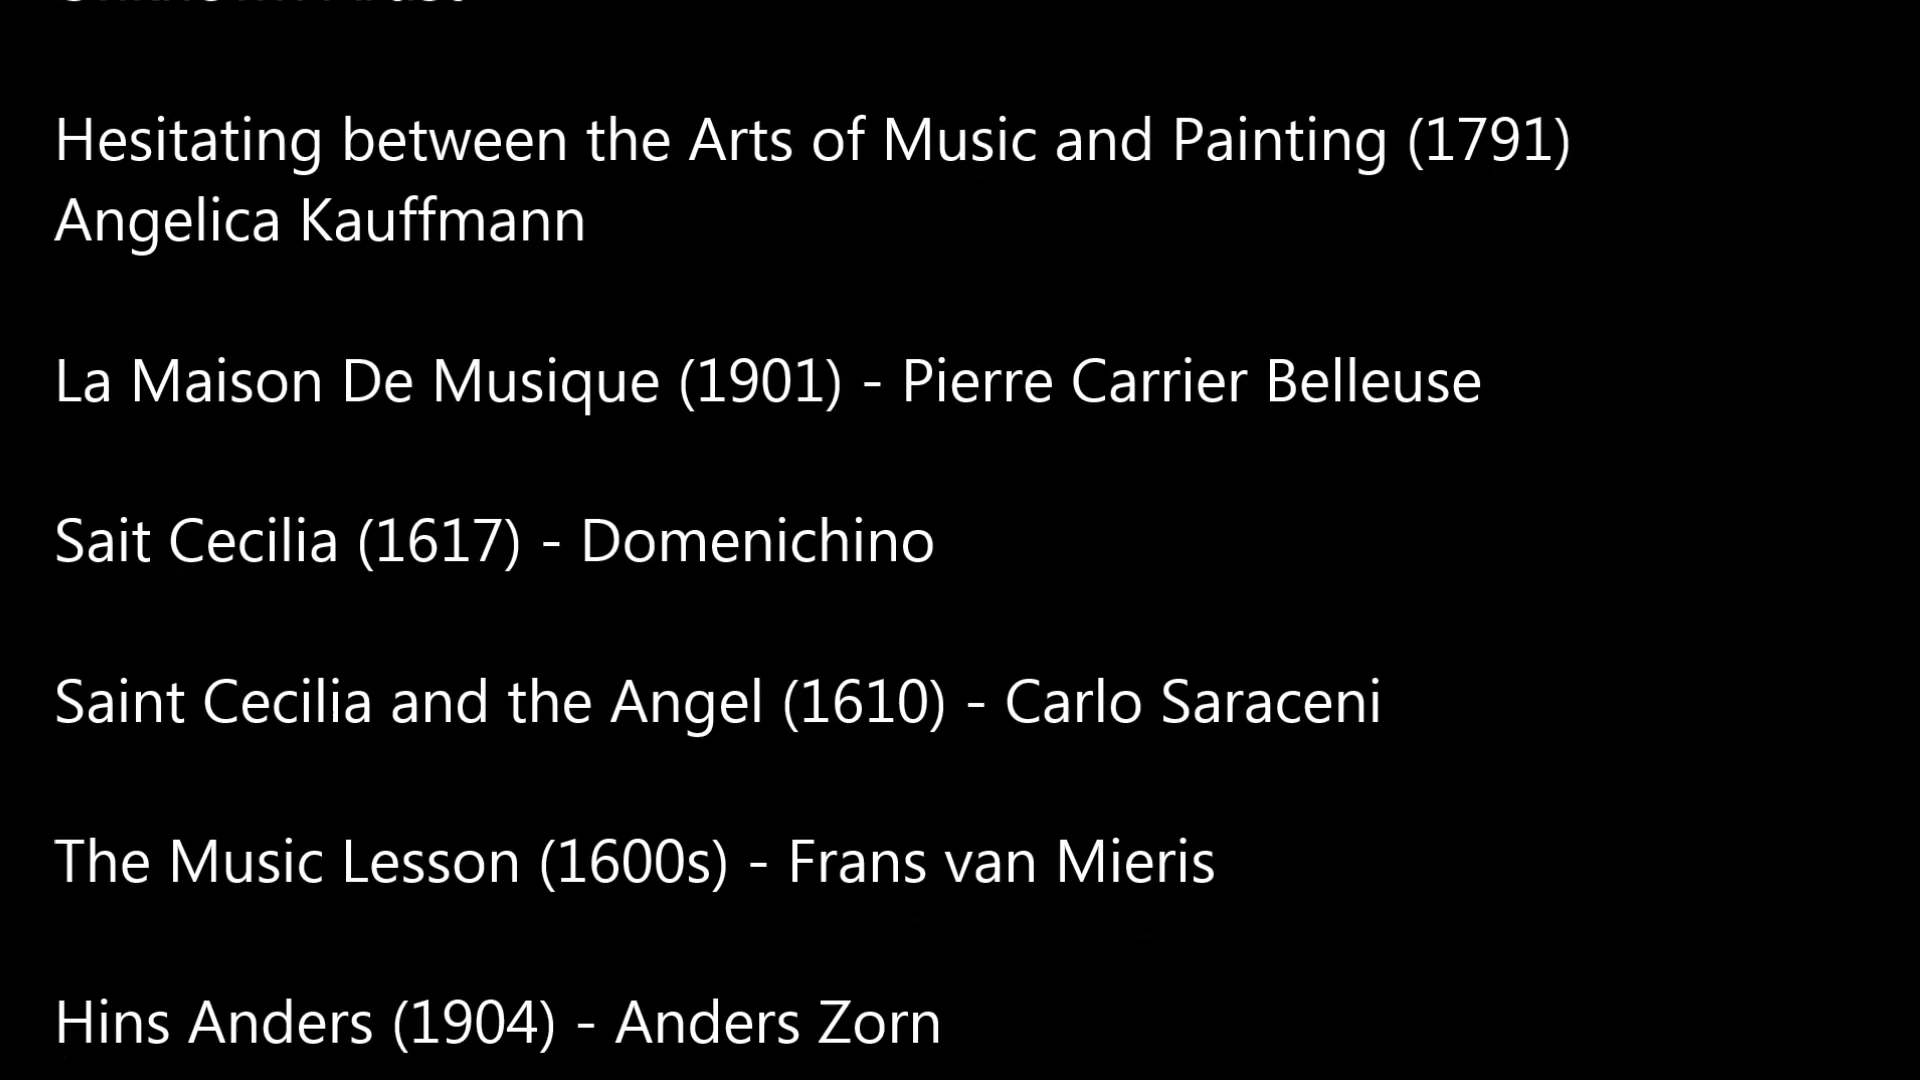 Hesitating between the Arts of Music and Painting (1791)
Angelica Kauffmann
La Maison De Musique (1901) - Pierre Carrier Belleuse
Sait Cecilia (1617) - Domenichino
Saint Cecilia and the Angel (1610) - Carlo Saraceni
The Music Lesson (1600s) - Frans van Mieris
Hins Anders (1904) - Anders Zorn